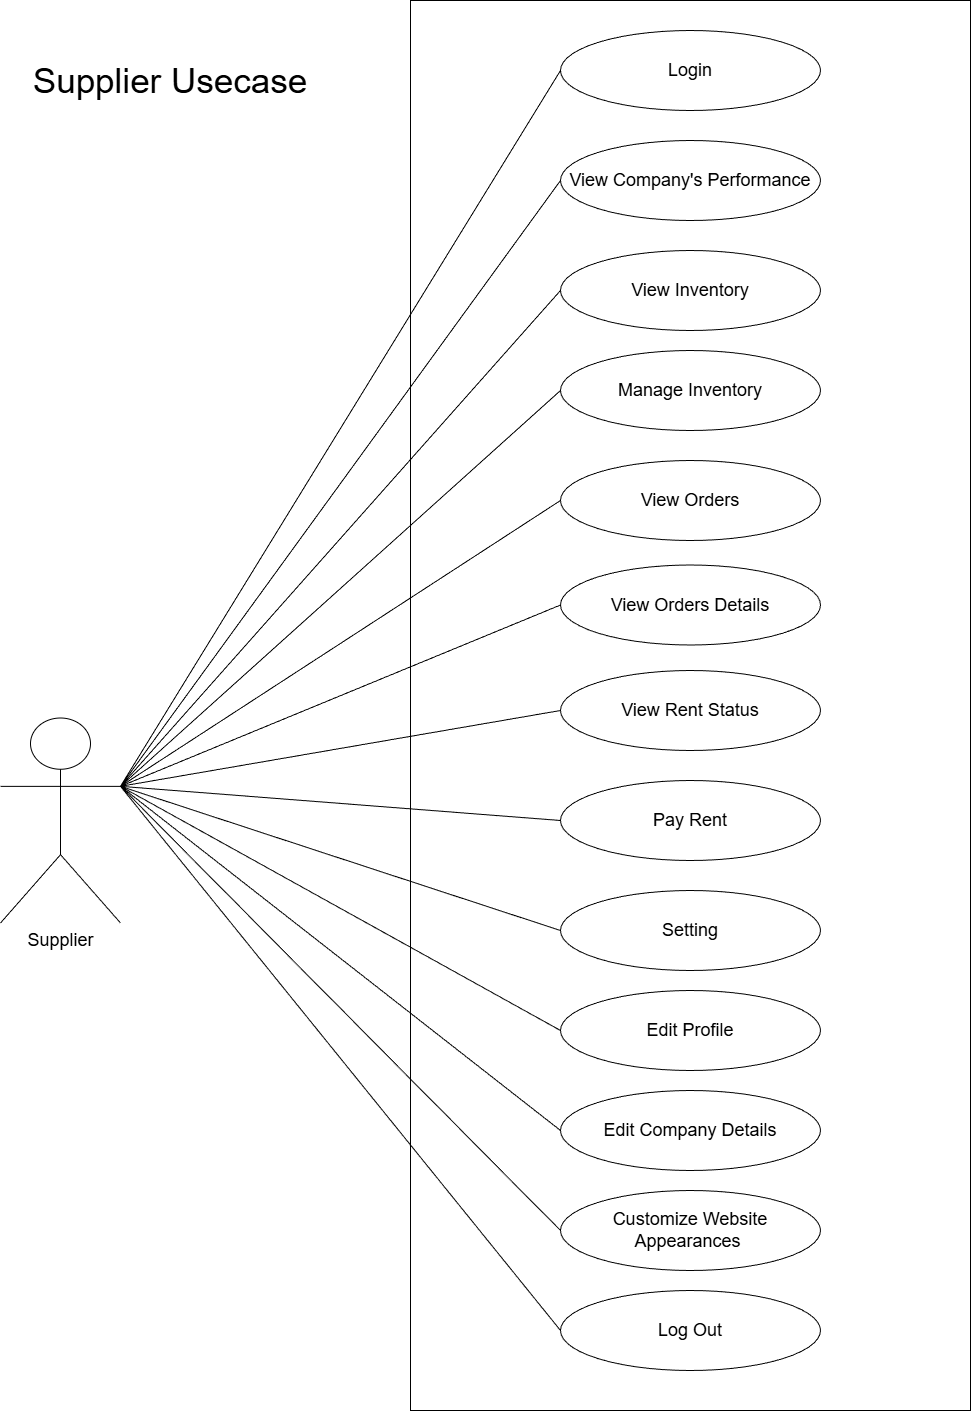 Supplier Usecase
Login
View Company's Performance
View Inventory
Manage Inventory
View Orders
View Orders Details
View Rent Status
Pay Rent
Setting
Supplier
Edit Profile
Edit Company Details
Customize Website
Appearances
Log Out